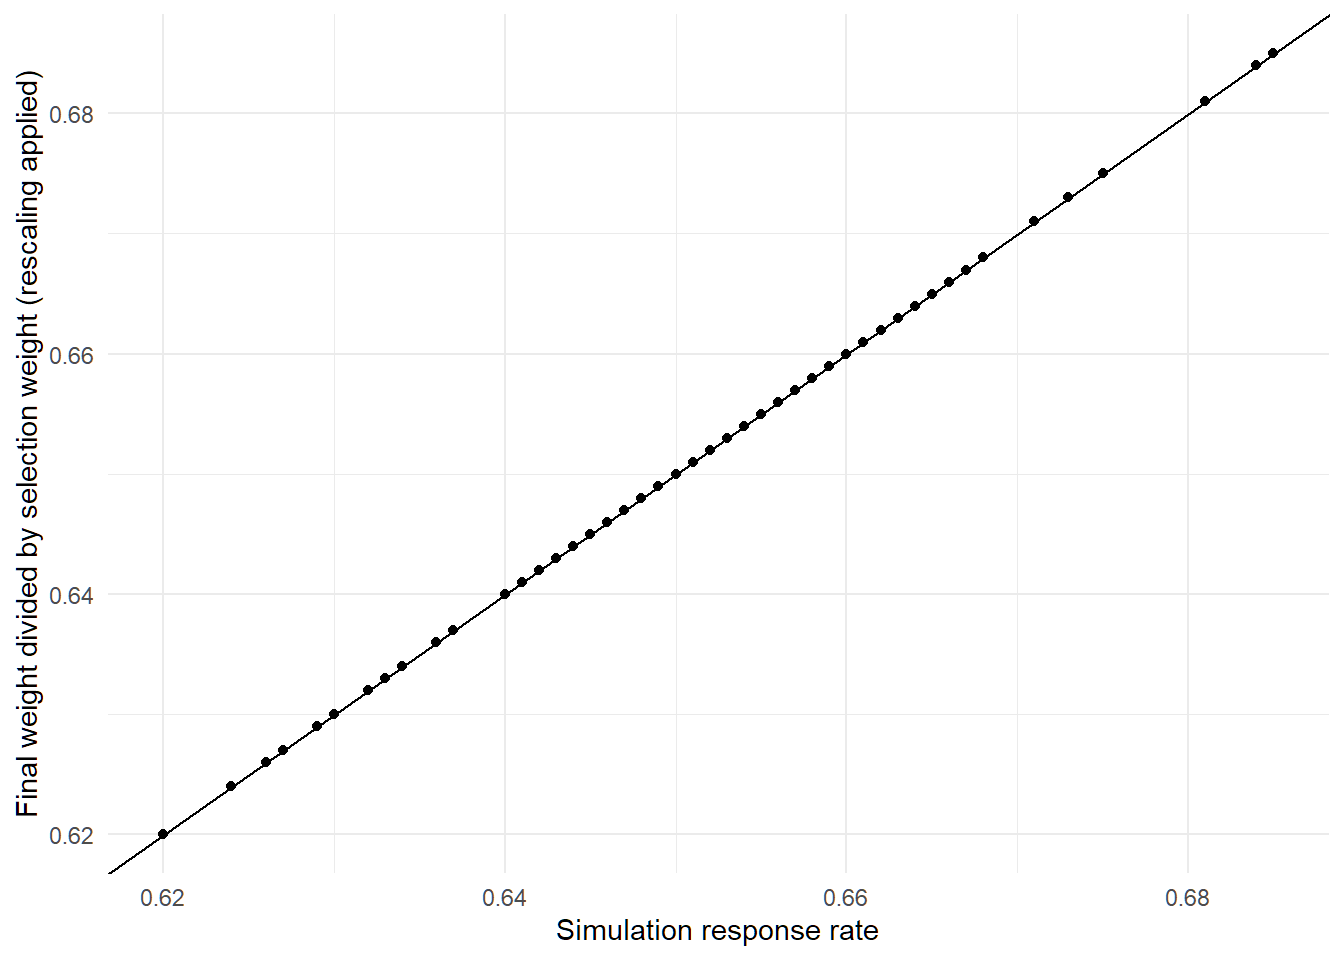 Final weight divided by selection weight (rescaling applied)
0.68
0.66
0.64
0.62
0.62 0.64 0.66 0.68
Simulation response rate